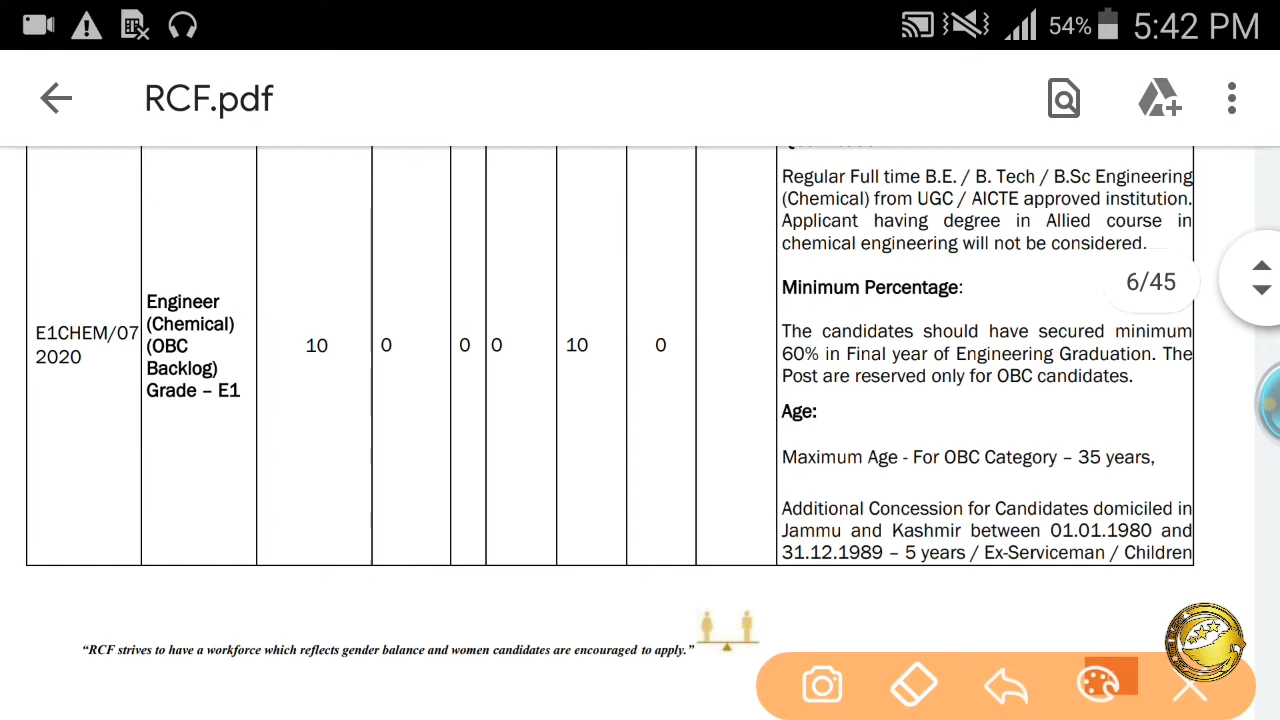 54% 5:42 PM
RCF.pdf
Regular Full time B.E. / B. Tech / B.Sc Engineering
(Chemical) from UGC / AICTE approved institution.
Applicant having degree in Allied course in
chemical engineering will not be considered.
6/45
Minimum Percentage:
E1CHEM/07
2020
Engineer
(Chemical)
(OBC
Backlog)
Grade – E1
10 0 0 0 10 0
The candidates should have secured minimum
60% in Final year of Engineering Graduation. The
Post are reserved only for OBC candidates.
Age:
Maximum Age - For OBC Category – 35 years,
Additional Concession for Candidates domiciled in
Jammu and Kashmir between 01.01.1980 and
31.12.1989 – 5 years / Ex-Serviceman / Children
“RCF strives to have a workforce which reflects gender balance and women candidates are encouraged to apply.”